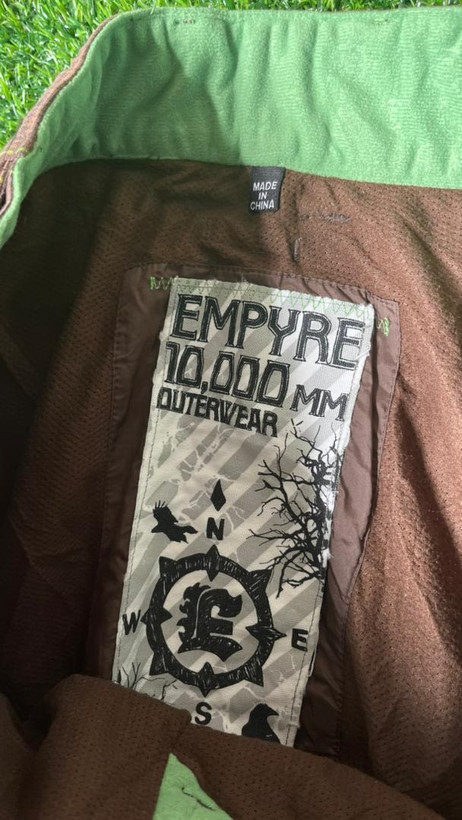 MADE
IN
CHINA
EMPYRE
10,000 MM
OUTERWEAR
N
W E
E
S